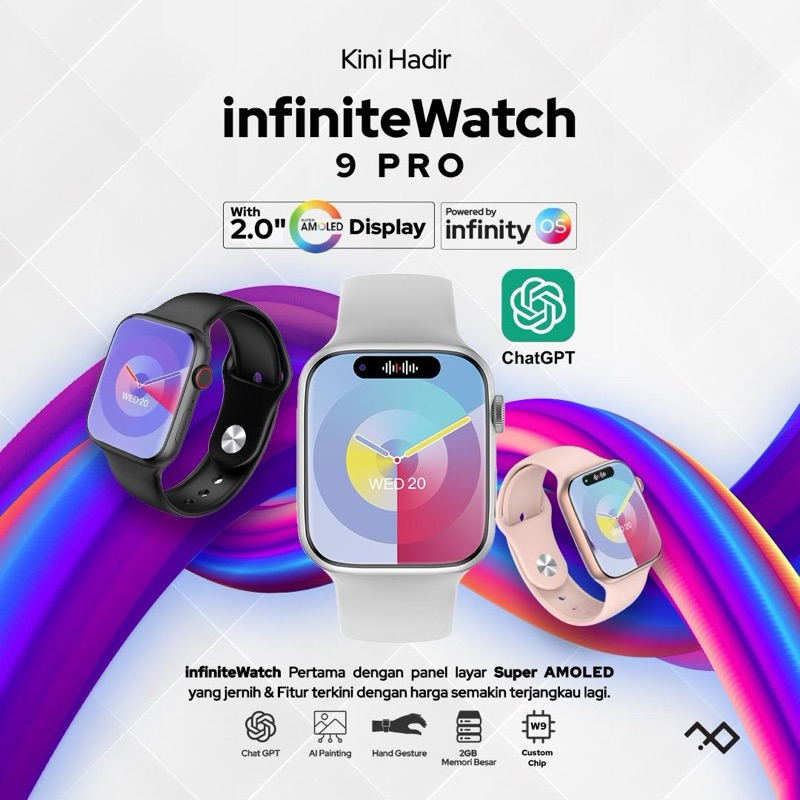 Kini Hadir
infiniteWatch
9 PRO
With
2.0" SUPER AMOLED Display
Powered by
infinity OS
ChatGPT
WED 20
WED 20
WED 20
infiniteWatch Pertama dengan panel layar Super AMOLED
yang jernih & Fitur terkini dengan harga semakin terjangkau lagi.
W9
Chat GPT
AI Painting
Hand Gesture
2GB
Memori Besar
Custom
Chip